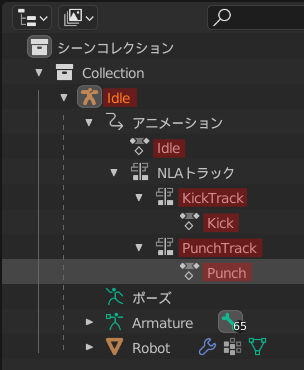 シーンコレクション
Collection
Idle
アニメーション
Idle
NLAトラック
KickTrack
Kick
PunchTrack
Punch
ポーズ
Armature 65
Robot